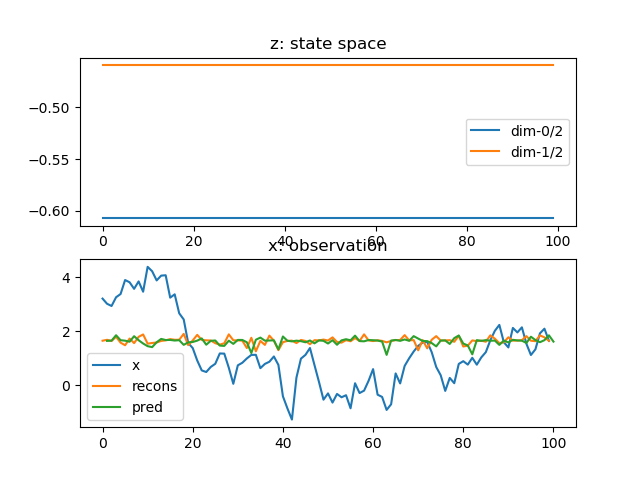 z: state space
−0.50
−0.55
−0.60
dim-0/2
dim-1/2
0 20 40 60 80 100
x: observation
4
2
0
x
recons
pred
0 20 40 60 80 100